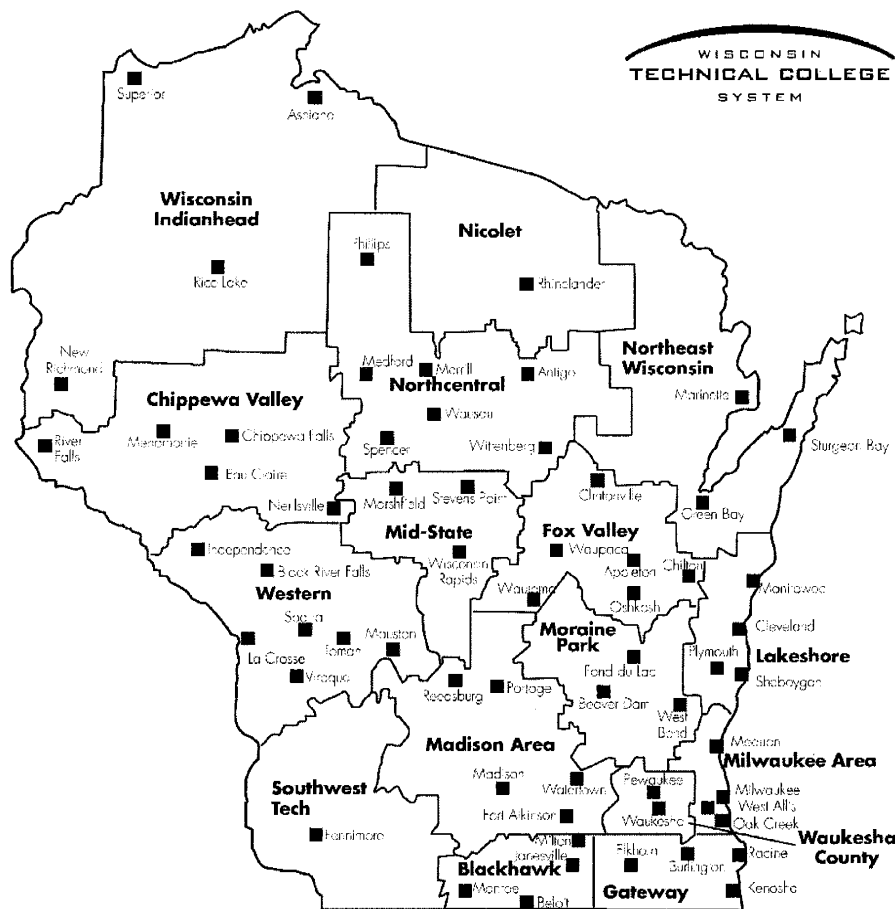 WISCONSIN
TECHNICAL COLLEGE
SYSTEM
Superior
Ashland
Wisconsin
Indianhead
Nicolet
Phillips
Rice Lake
Rhinelander
New
Richmond
Northeast
Wisconsin
Medford
Merrill
Antigo
Northcentral
Marinette
Chippewa Valley
Wausau
River
Falls
Menomonie
Chippewa Falls
Spencer
Wittenberg
Sturgeon Bay
Eau Claire
Clintonville
Neillsville
Marshfield
Stevens Point
Green Bay
Mid-State
Fox Valley
Independence
Wisconsin
Rapids
Waupaca
Appleton
Chilton
Black River Falls
Manitowoc
Western
Wautoma
Oshkosh
Sparta
Moraine
Park
Cleveland
La Crosse
Tomah
Mauston
Plymouth
Lakeshore
Viroqua
Fond du Lac
Sheboygan
Reedsburg
Portage
Beaver Dam
West
Bend
Mequon
Madison Area
Milwaukee Area
Southwest
Tech
Madison
Watertown
Pewaukee
Milwaukee
West Allis
Fort Atkinson
Waukesha
Oak Creek
Fennimore
Milton
Waukesha
County
Janesville
Elkhorn
Burlington
Racine
Blackhawk
Monroe
Gateway
Kenosha
Beloit